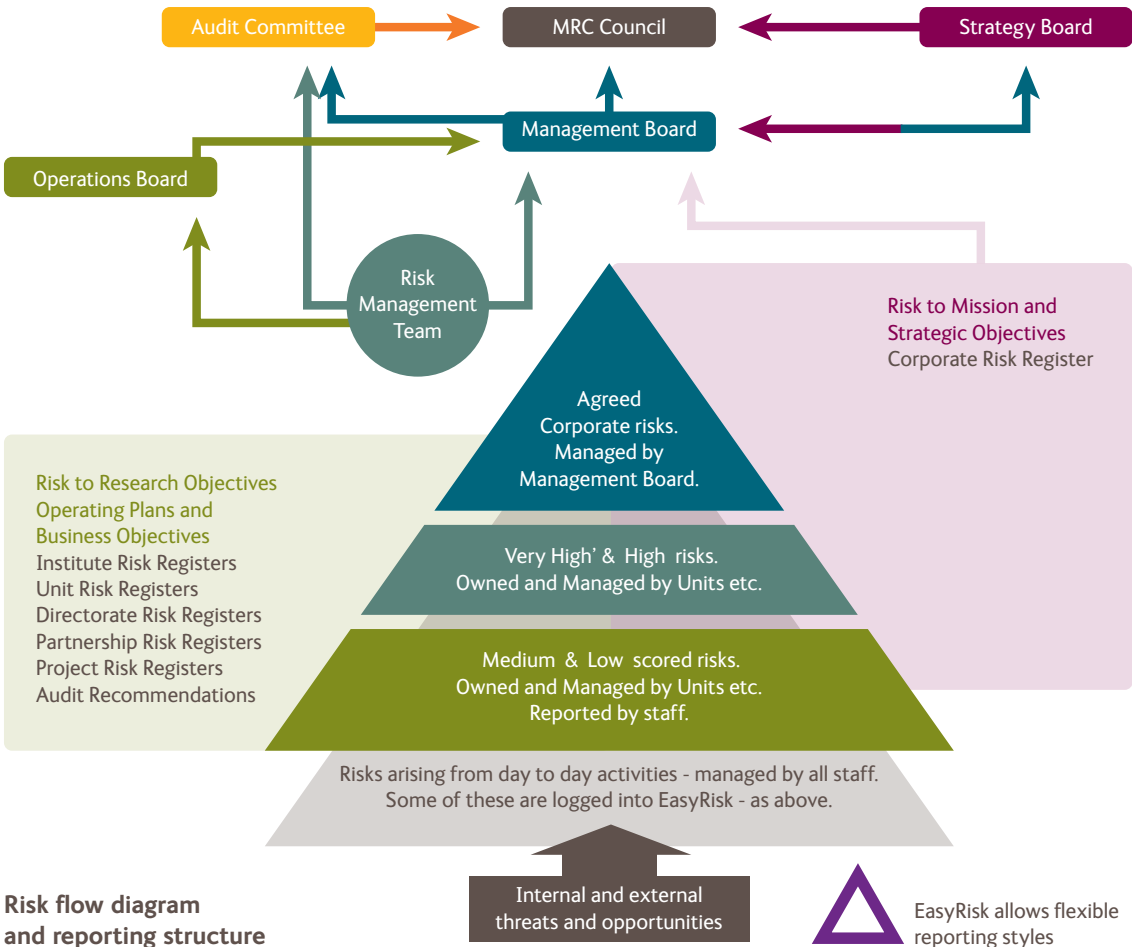 Audit Committee
MRC Council
Strategy Board
Management Board
Operations Board
Risk
Management
Team
Risk to Mission and
Strategic Objectives
Corporate Risk Register
Agreed
Corporate risks.
Managed by
Management Board.
Risk to Research Objectives
Operating Plans and
Business Objectives
Institute Risk Registers
Unit Risk Registers
Directorate Risk Registers
Partnership Risk Registers
Project Risk Registers
Audit Recommendations
Very High' & High risks.
Owned and Managed by Units etc.
Medium & Low scored risks.
Owned and Managed by Units etc.
Reported by staff.
Risks arising from day to day activities - managed by all staff.
Some of these are logged into EasyRisk - as above.
Internal and external
threats and opportunities
Risk flow diagram
and reporting structure
EasyRisk allows flexible
reporting styles